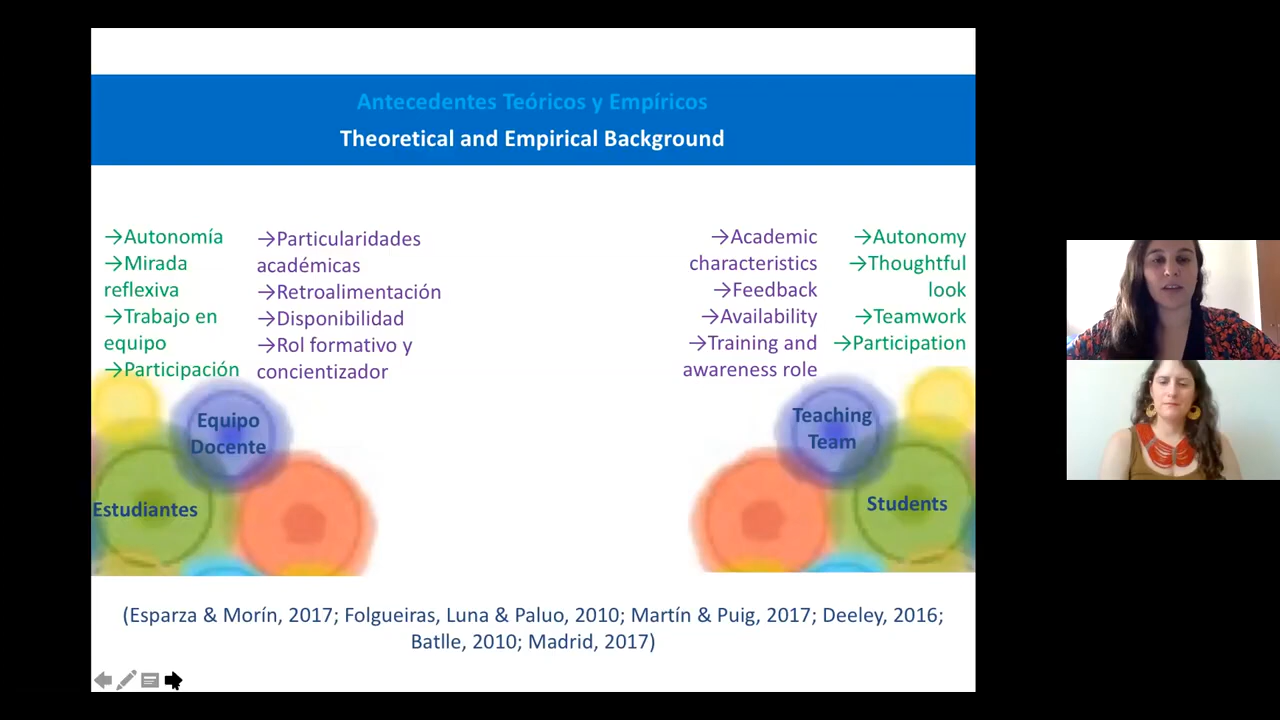 Antecedentes Teóricos y Empíricos
Theoretical and Empirical Background
→Autonomía
→Mirada
reflexiva
→Trabajo en
equipo
→Participación
→Particularidades
académicas
→Retroalimentación
→Disponibilidad
→Rol formativo y
concientizador
→Academic
characteristics
→Feedback
→Availability
→Training and
awareness role
→Autonomy
→Thoughtful
look
→Teamwork
→Participation
Equipo
Docente
Estudiantes
Teaching
Team
Students
(Esparza & Morín, 2017; Folgueiras, Luna & Paluo, 2010; Martín & Puig, 2017; Deeley, 2016;
Batlle, 2010; Madrid, 2017)